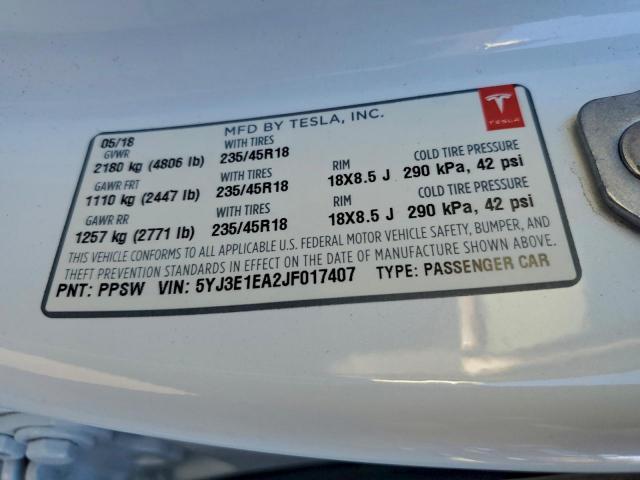 MFD BY TESLA, INC.
TESLA
05/18
GVWR WITH TIRES
2180 kg (4806 lb) 235/45R18
GAWR FRT WITH TIRES RIM COLD TIRE PRESSURE
1110 kg (2447 lb) 235/45R18 18X8.5 J 290 kPa, 42 psi
GAWR RR WITH TIRES RIM COLD TIRE PRESSURE
1257 kg (2771 lb) 235/45R18 18X8.5 J 290 kPa, 42 psi
THIS VEHICLE CONFORMS TO ALL APPLICABLE U.S. FEDERAL MOTOR VEHICLE SAFETY, BUMPER, AND
THEFT PREVENTION STANDARDS IN EFFECT ON THE DATE OF MANUFACTURE SHOWN ABOVE.
PNT: PPSW VIN: 5YJ3E1EA2JF017407 TYPE: PASSENGER CAR